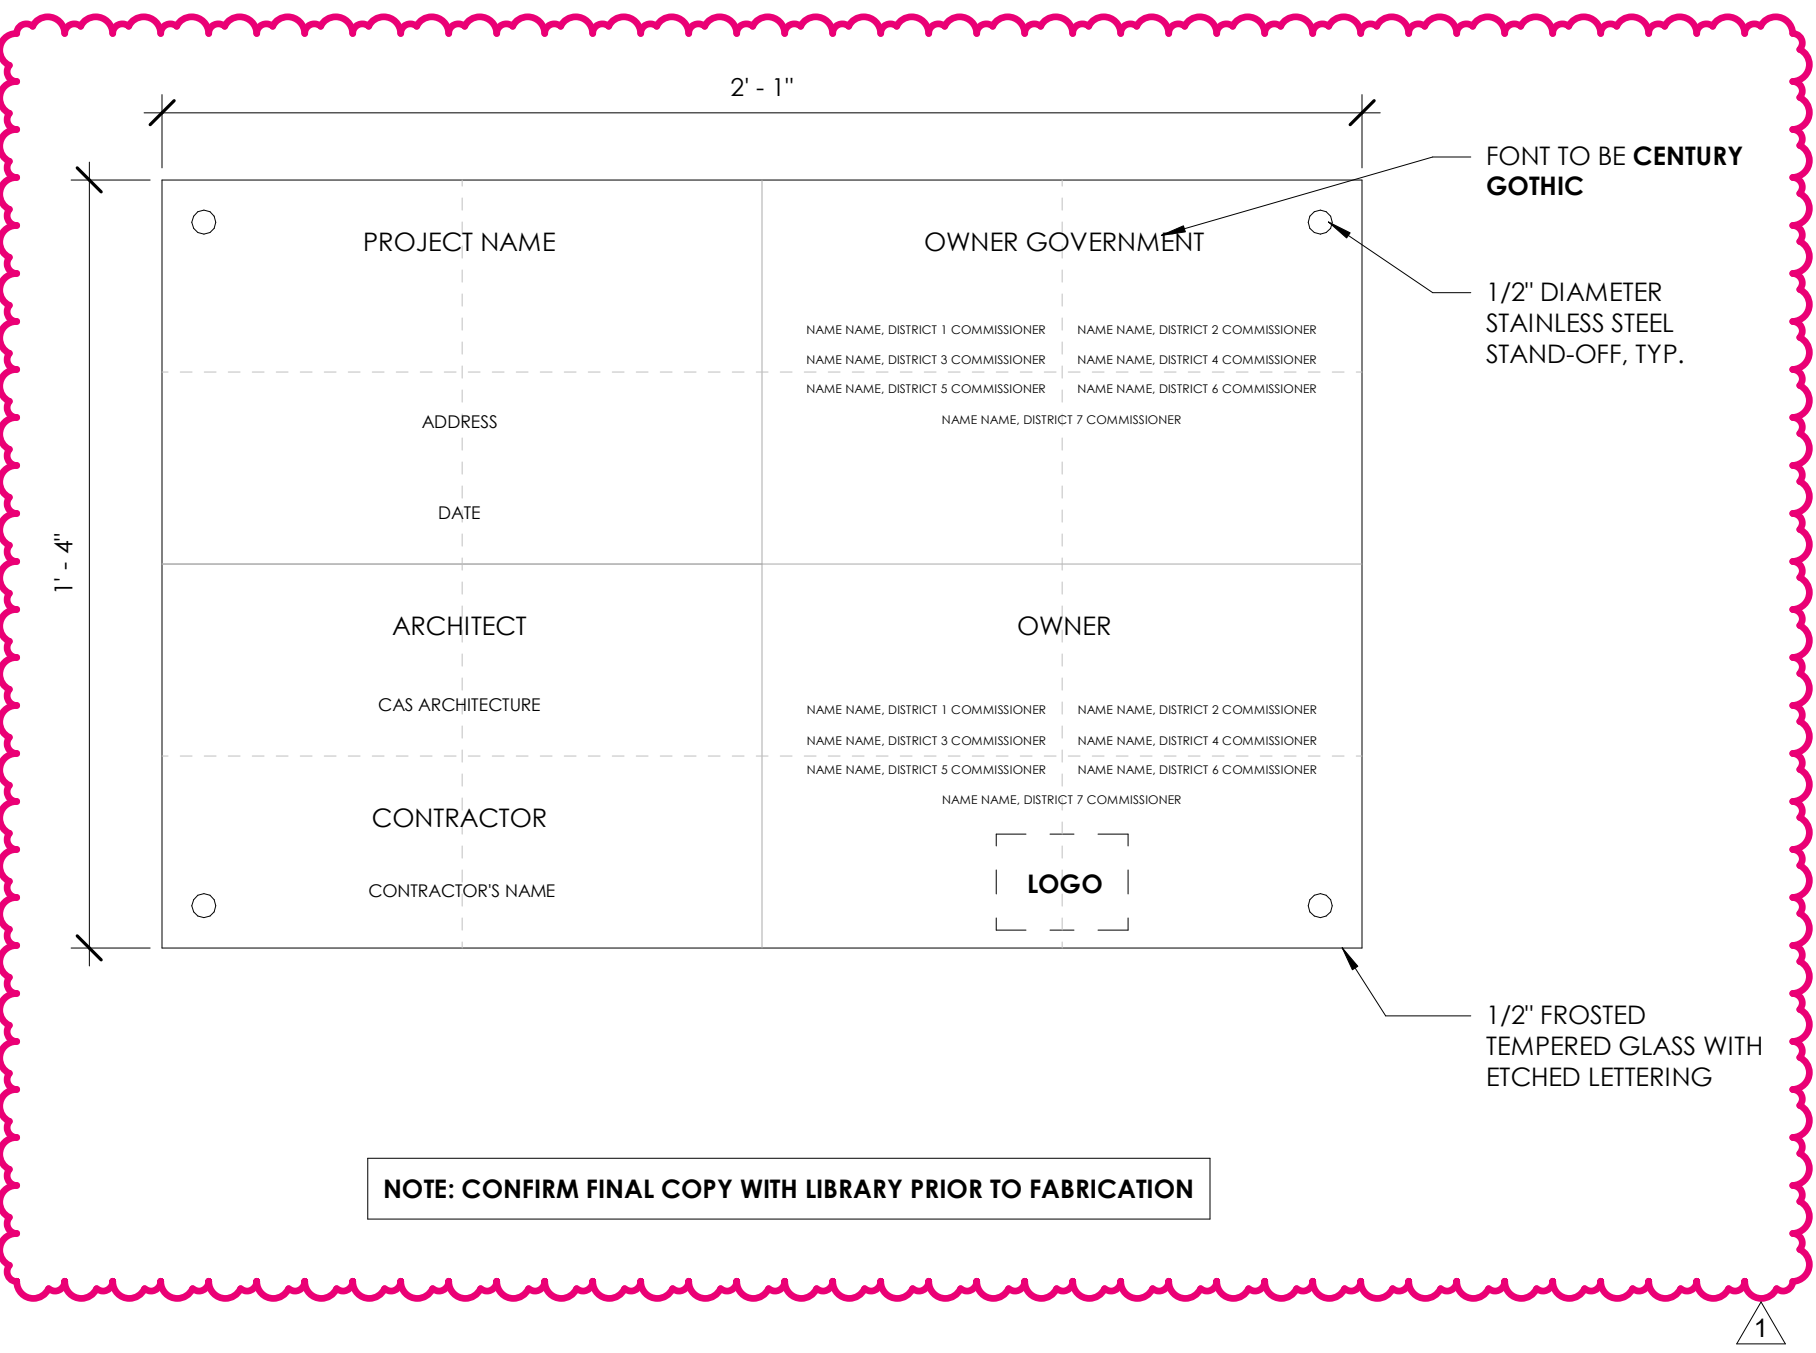 2' - 1"
FONT TO BE CENTURY
GOTHIC
PROJECT NAME
OWNER GOVERNMENT
1/2" DIAMETER
STAINLESS STEEL
STAND-OFF, TYP.
NAME NAME, DISTRICT 1 COMMISSIONER NAME NAME, DISTRICT 2 COMMISSIONER
NAME NAME, DISTRICT 3 COMMISSIONER NAME NAME, DISTRICT 4 COMMISSIONER
NAME NAME, DISTRICT 5 COMMISSIONER NAME NAME, DISTRICT 6 COMMISSIONER
NAME NAME, DISTRICT 7 COMMISSIONER
ADDRESS
DATE
1' - 4"
ARCHITECT
OWNER
CAS ARCHITECTURE
NAME NAME, DISTRICT 1 COMMISSIONER NAME NAME, DISTRICT 2 COMMISSIONER
NAME NAME, DISTRICT 3 COMMISSIONER NAME NAME, DISTRICT 4 COMMISSIONER
NAME NAME, DISTRICT 5 COMMISSIONER NAME NAME, DISTRICT 6 COMMISSIONER
NAME NAME, DISTRICT 7 COMMISSIONER
CONTRACTOR
CONTRACTOR'S NAME
LOGO
1/2" FROSTED
TEMPERED GLASS WITH
ETCHED LETTERING
NOTE: CONFIRM FINAL COPY WITH LIBRARY PRIOR TO FABRICATION
1